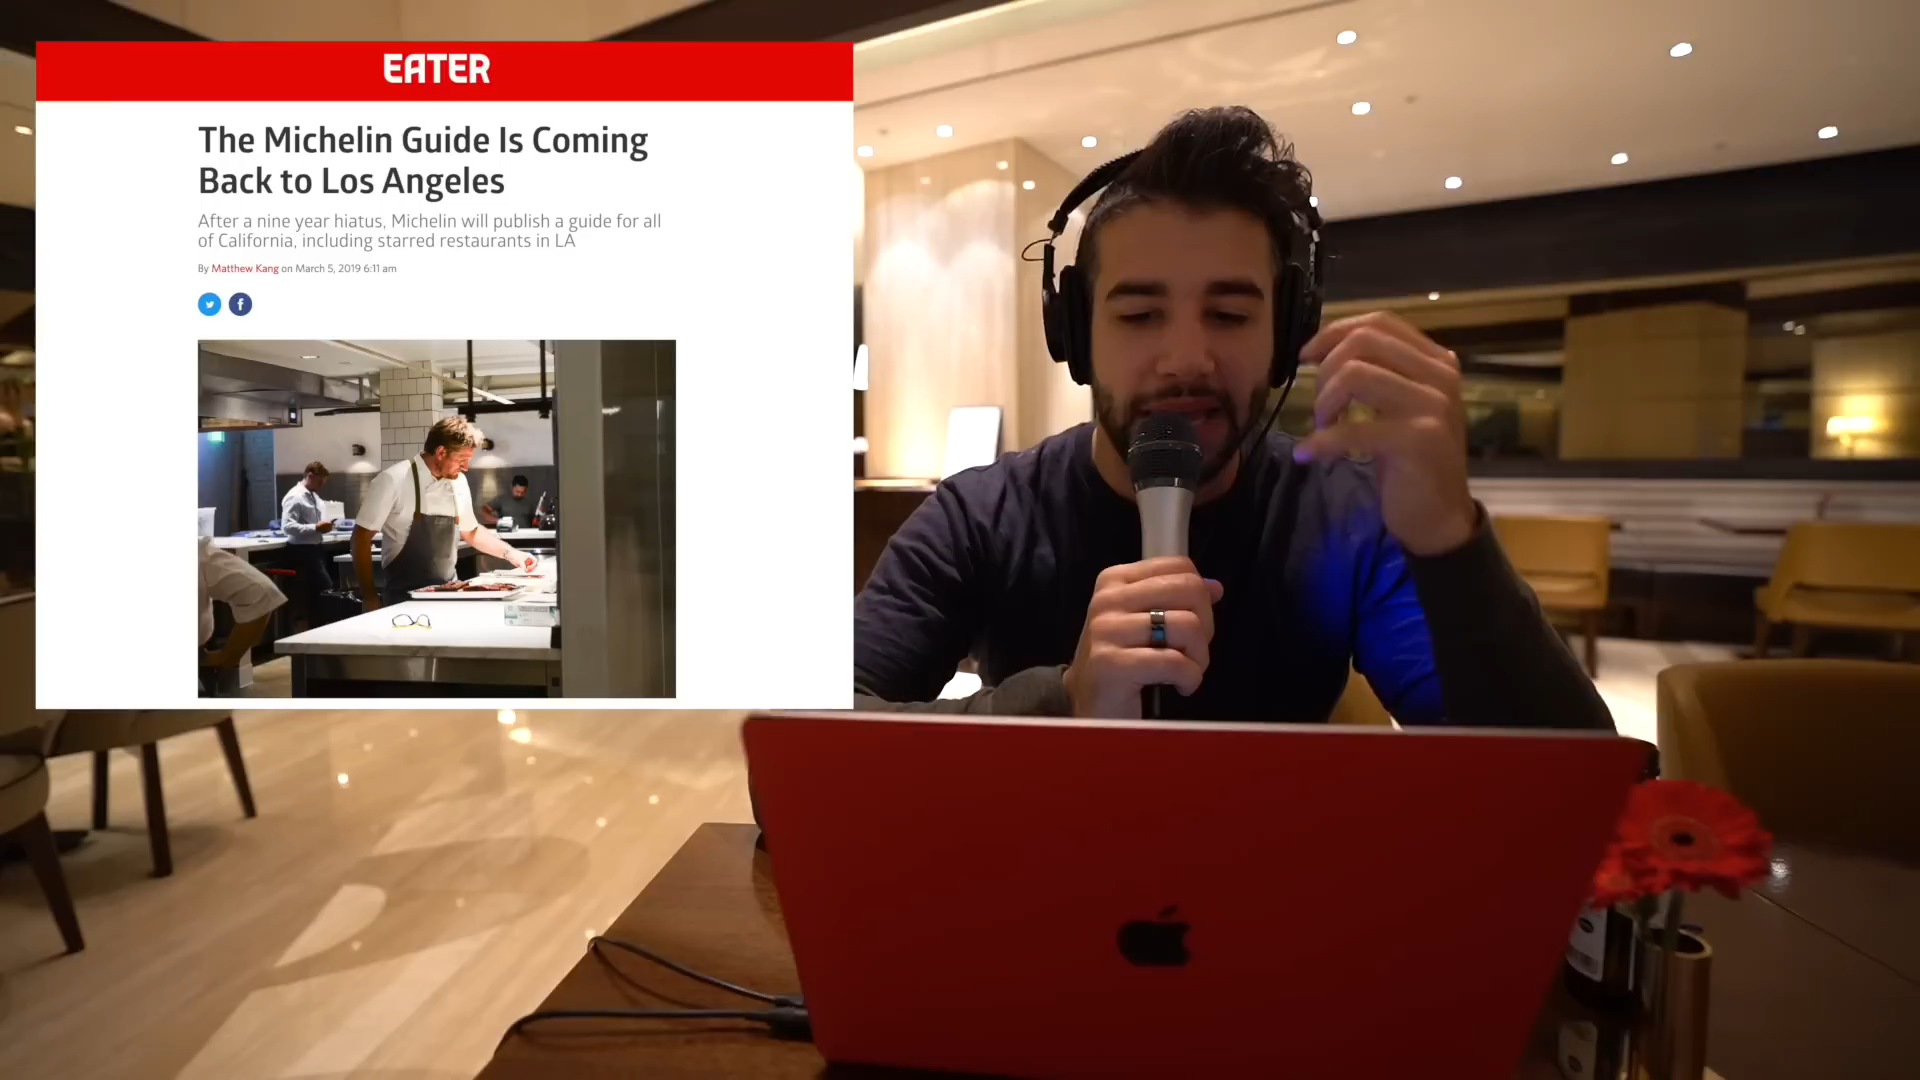 EATER
The Michelin Guide Is Coming
Back to Los Angeles
After a nine year hiatus, Michelin will publish a guide for all
of California, including starred restaurants in LA
By Matthew Kang on March 5, 2019 6:11 am